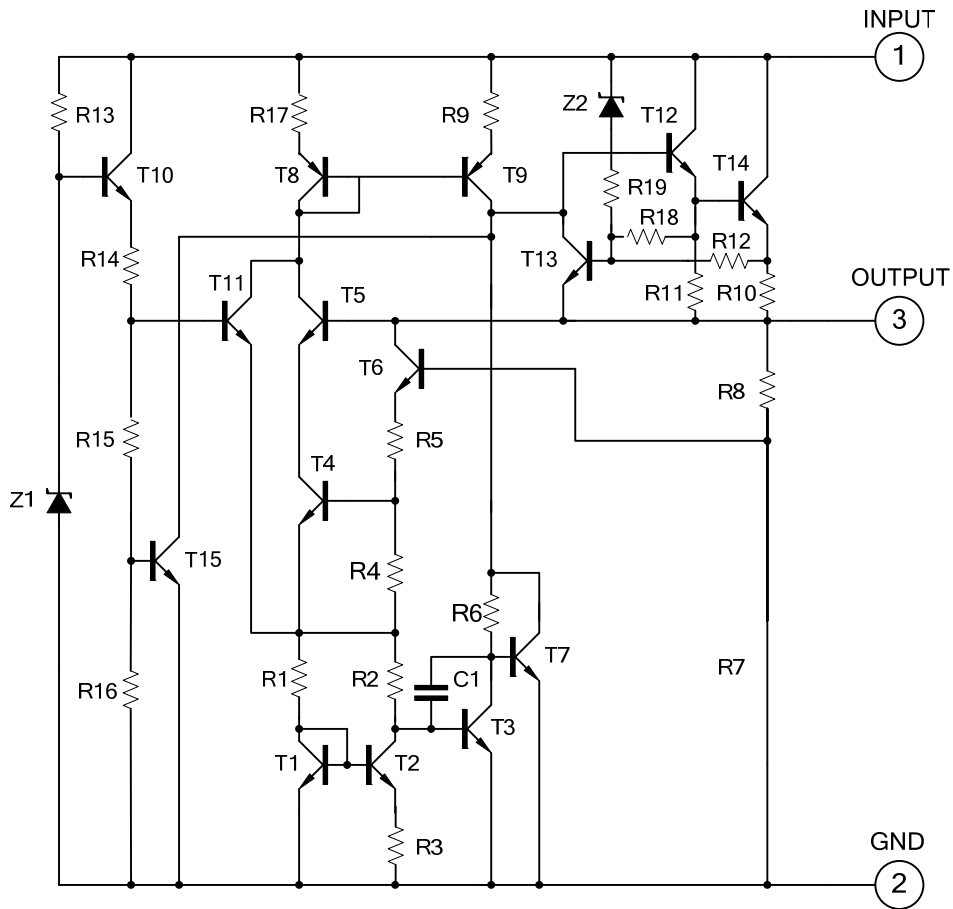 INPUT
1
R13
R17
R9
Z2
T12
T10
T8
T9
T14
R19
R18
R12
R14
T13
T11
T5
R11
R10
OUTPUT
3
T6
R8
R15
R5
T4
Z1
T15
R4
R6
T7
R16
R1
R2
C1
R7
T3
T1
T2
R3
GND
2